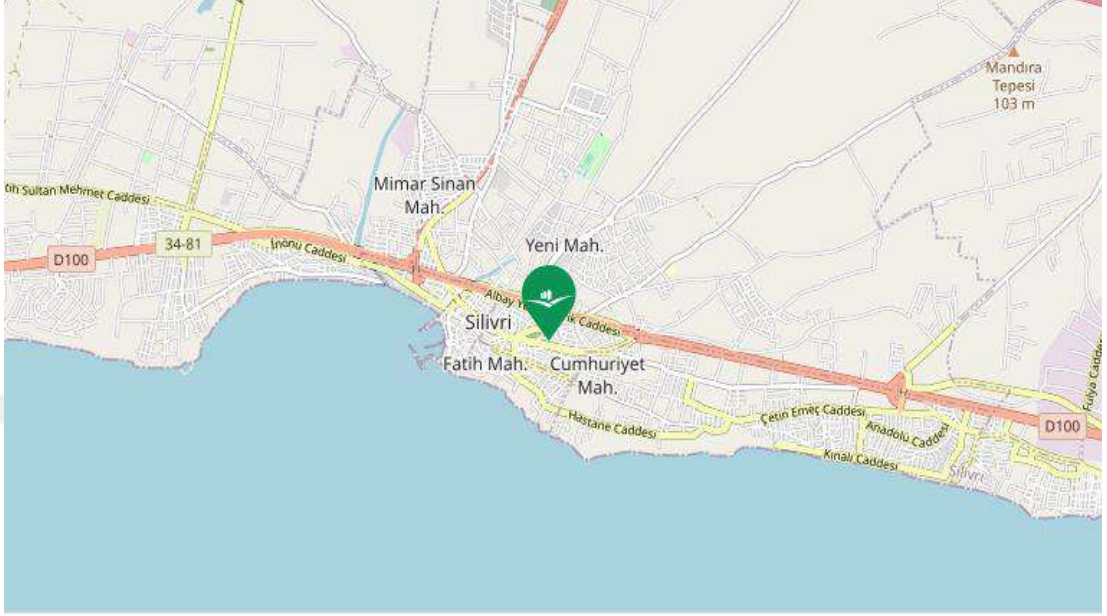 Mandıra
Tepesi
103 m
Mimar Sinan
Mah.
Sultan Mehmet Caddesi
34-81
İnönü Caddesi
D100
Yeni Mah.
Albay
Caddesi
Silivri
Fatih Mah.
Cumhuriyet
Mah.
Hastane Caddesi
Çetin Emeç Caddesi
Anadolu Caddesi
Kınalı Caddesi
Silivri
D100
Fulya